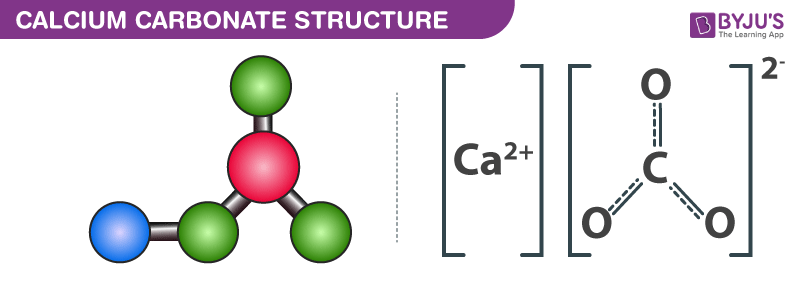 CALCIUM CARBONATE STRUCTURE
BYJU'S
The Learning App
Ca²⁺
O
C
O
O
2-